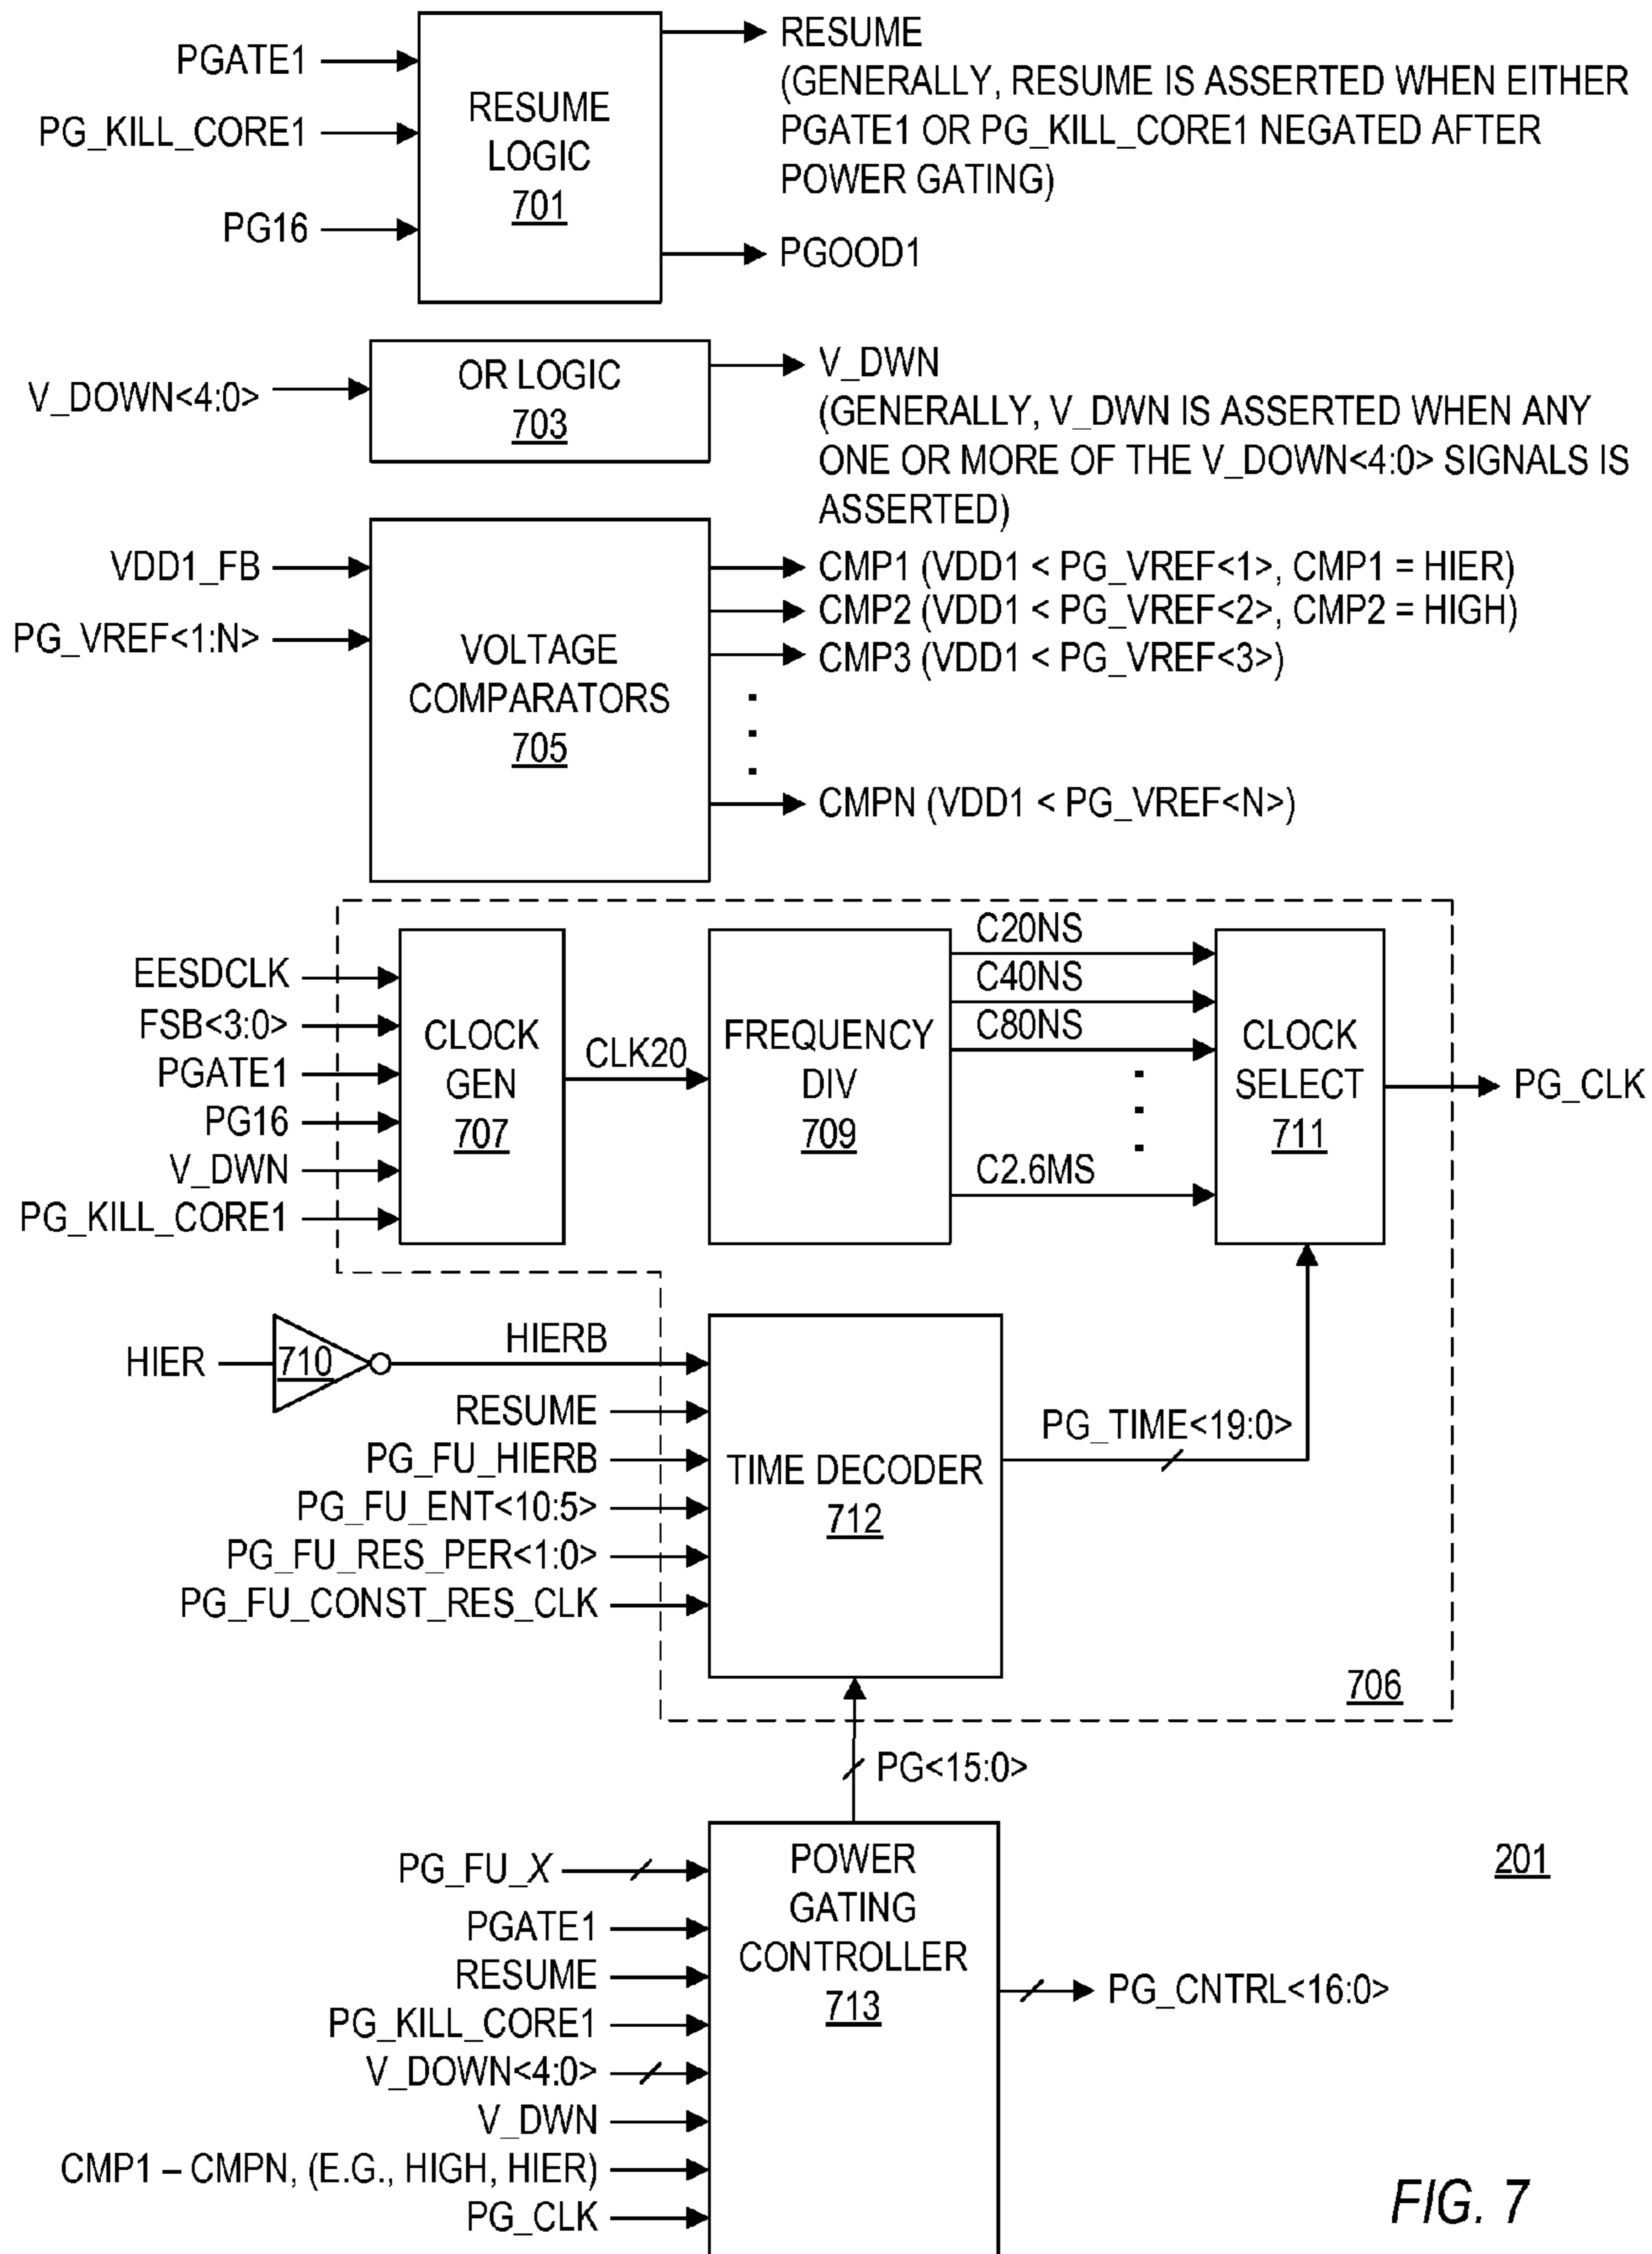 PGATE1
PG_KILL_CORE1
PG16
RESUME
LOGIC
701
RESUME
(GENERALLY, RESUME IS ASSERTED WHEN EITHER
PGATE1 OR PG_KILL_CORE1 NEGATED AFTER
POWER GATING)
PGOOD1
V_DOWN<4:0>
OR LOGIC
703
V_DWN
(GENERALLY, V_DWN IS ASSERTED WHEN ANY
ONE OR MORE OF THE V_DOWN<4:0> SIGNALS IS
ASSERTED)
VDD1_FB
PG_VREF<1:N>
VOLTAGE
COMPARATORS
705
CMP1 (VDD1 < PG_VREF<1>, CMP1 = HIER)
CMP2 (VDD1 < PG_VREF<2>, CMP2 = HIGH)
CMP3 (VDD1 < PG_VREF<3>)
CMPN (VDD1 < PG_VREF<N>)
EESDCLK
FSB<3:0>
PGATE1
PG16
V_DWN
PG_KILL_CORE1
CLOCK
GEN
707
CLK20
FREQUENCY
DIV
709
C20NS
C40NS
C80NS
C2.6MS
CLOCK
SELECT
711
PG_CLK
HIER
710
HIERB
RESUME
PG_FU_HIERB
PG_FU_ENT<10:5>
PG_FU_RES_PER<1:0>
PG_FU_CONST_RES_CLK
TIME DECODER
712
PG_TIME<19:0>
706
PG<15:0>
PG_FU_X
PGATE1
RESUME
PG_KILL_CORE1
V_DOWN<4:0>
V_DWN
CMP1 – CMPN, (E.G., HIGH, HIER)
PG_CLK
POWER
GATING
CONTROLLER
713
PG_CNTRL<16:0>
201
FIG. 7